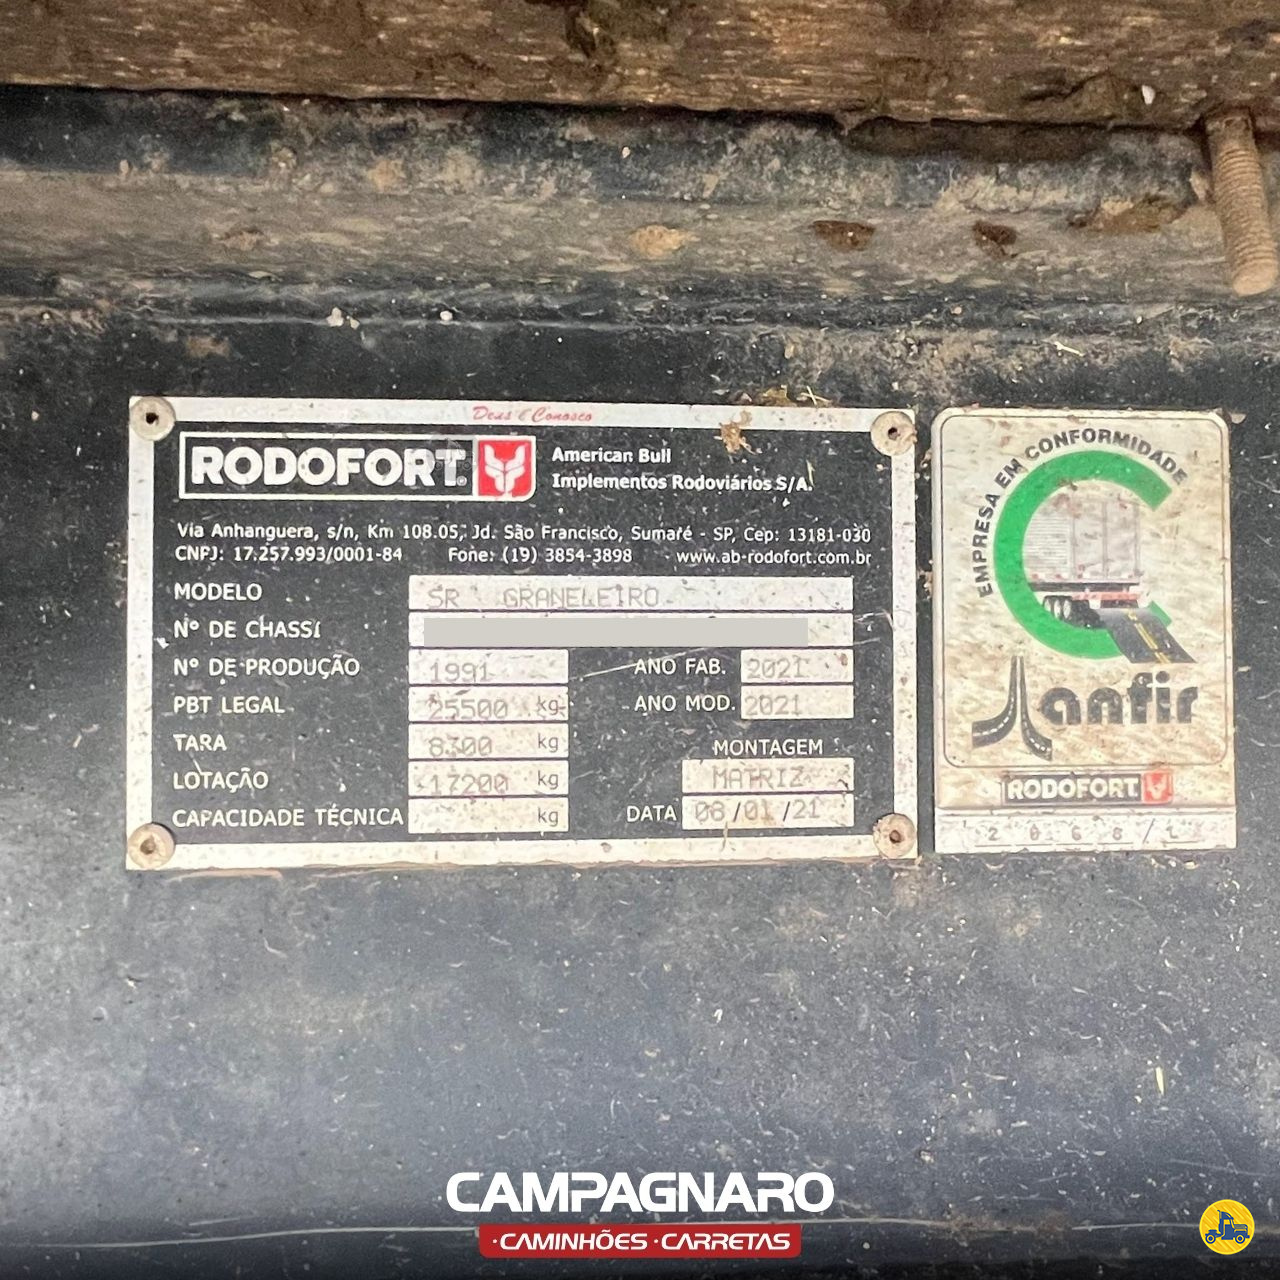 Deus é Conosco
RODOFORT
American Bull
Implementos Rodoviários S/A.
Via Anhanguera, s/n, Km 108.05, Jd. São Francisco, Sumaré - SP, Cep: 13181-030
CNPJ: 17.257.993/0001-84 Fone: (19) 3854-3898 www.ab-rodofort.com.br
MODELO SR GRANELEIRO
Nº DE CHASSI
Nº DE PRODUÇÃO 1991 ANO FAB. 2021
PBT LEGAL 25500 kg ANO MOD. 2021
TARA 8300 kg MONTAGEM
LOTAÇÃO 17200 kg MATRIZ
CAPACIDADE TÉCNICA kg DATA 08/01/21
EMPRESA EM CONFORMIDADE
anfir
RODOFORT
CAMPAGNARO
·CAMINHÕES ·CARRETAS